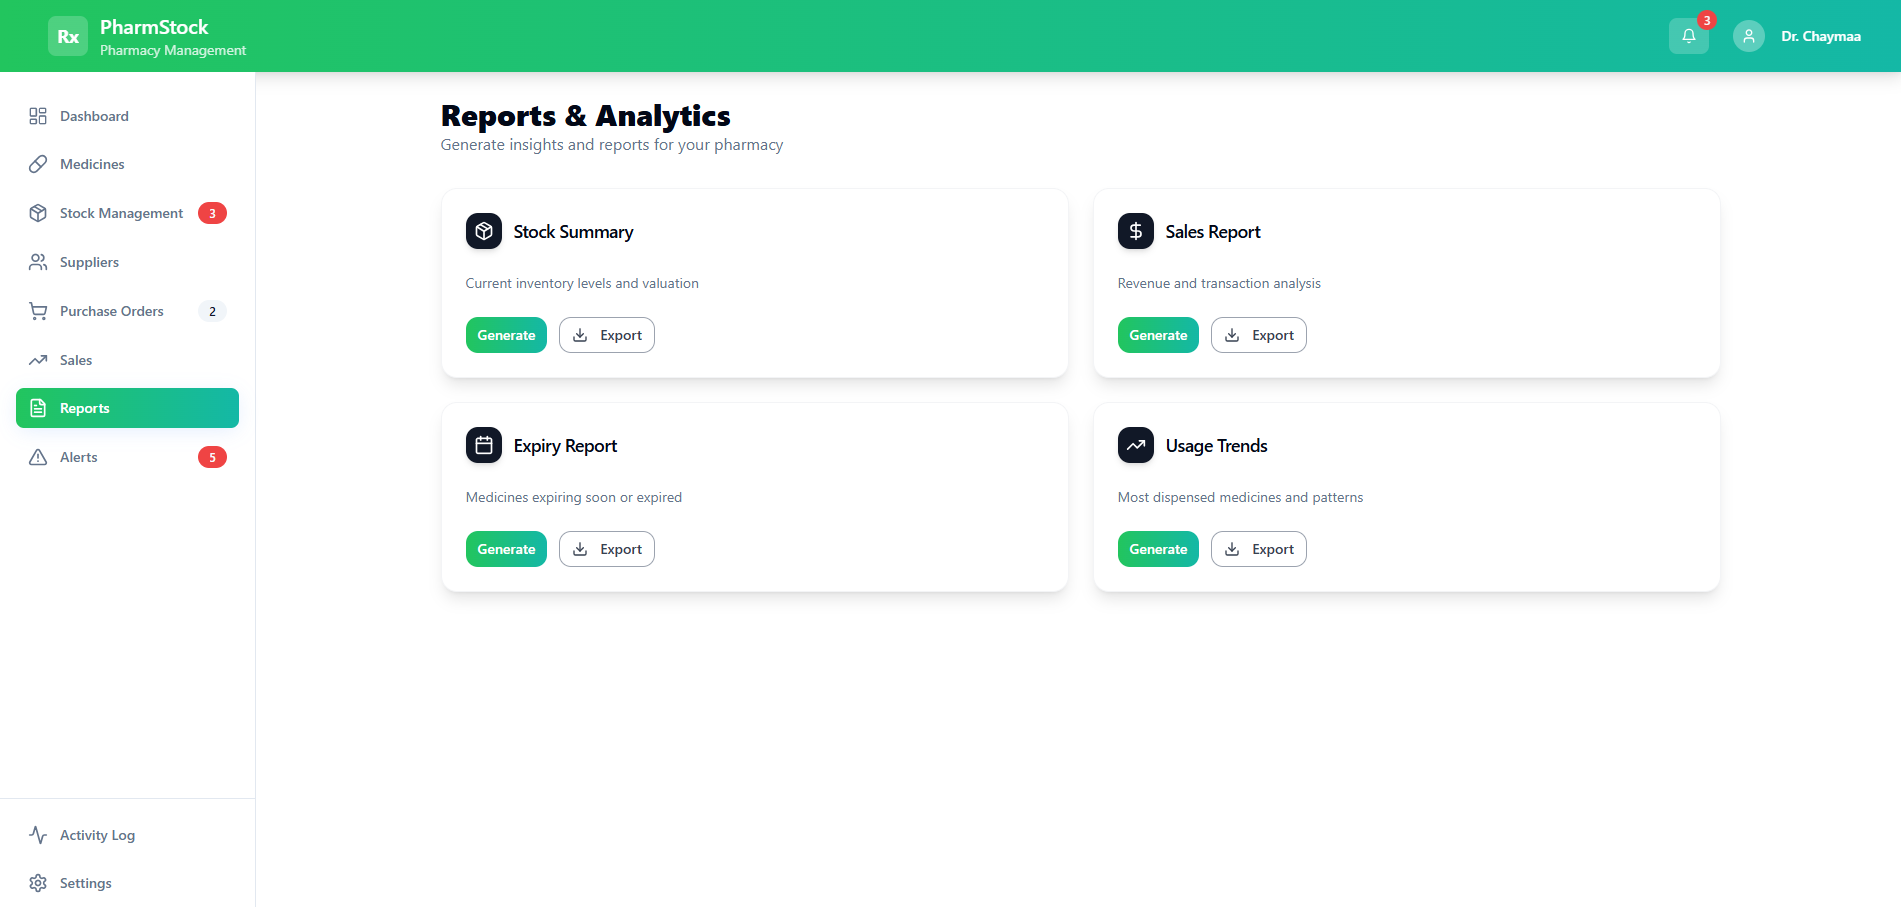 Rx
PharmStock
Pharmacy Management
3
Dr. Chaymaa
Dashboard
Medicines
Stock Management 3
Suppliers
Purchase Orders 2
Sales
Reports
Alerts 5
Activity Log
Settings
Reports & Analytics
Generate insights and reports for your pharmacy
Stock Summary
Current inventory levels and valuation
Generate Export
Sales Report
Revenue and transaction analysis
Generate Export
Expiry Report
Medicines expiring soon or expired
Generate Export
Usage Trends
Most dispensed medicines and patterns
Generate Export